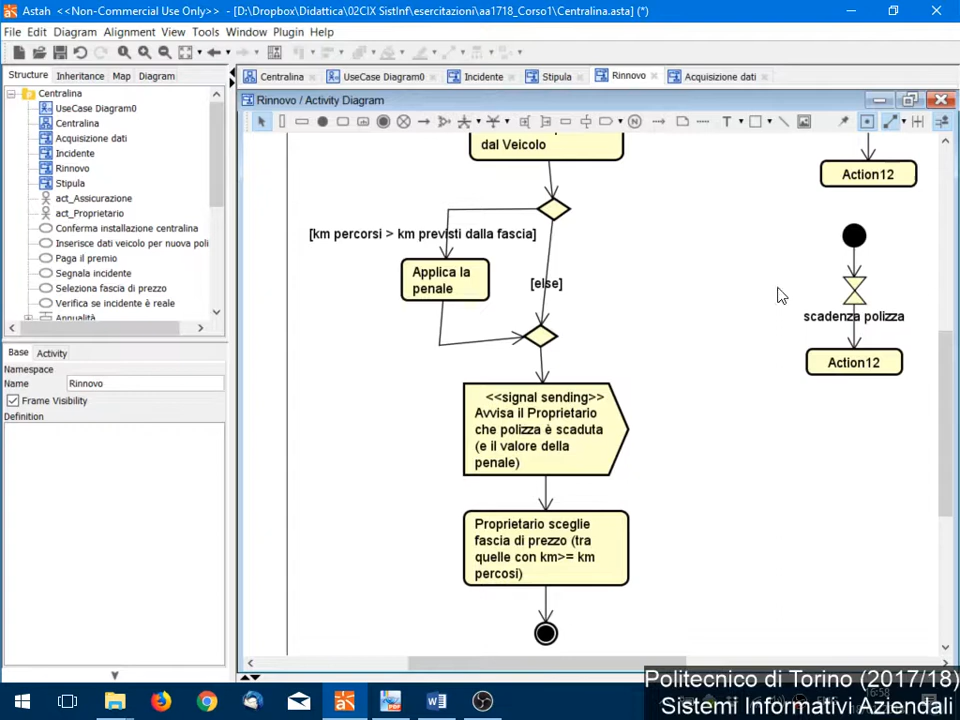 Astah <<Non-Commercial Use Only>> - [D:\Dropbox\Didattica\02CIX SistInf\esercitazioni\aa1718_Corso1\Centralina.asta] (*)
File Edit Diagram Alignment View Tools Window Plugin Help
Structure Inheritance Map Diagram
Centralina UseCase Diagram0 Incidente Stipula Rinnovo Acquisizione dati
Rinnovo / Activity Diagram
Centralina
UseCase Diagram0
Centralina
Acquisizione dati
Incidente
Rinnovo
Stipula
act_Assicurazione
act_Proprietario
Conferma installazione centralina
Inserisce dati veicolo per nuova poli
Paga il premio
Segnala incidente
Seleziona fascia di prezzo
Verifica se incidente è reale
Annualità
Base Activity
Namespace
Name Rinnovo
Frame Visibility
Definition
T
N
dal Veicolo
[km percorsi > km previsti dalla fascia]
Applica la
penale
[else]
<<signal sending>>
Avvisa il Proprietario
che polizza è scaduta
(e il valore della
penale)
Proprietario sceglie
fascia di prezzo (tra
quelle con km>= km
percosi)
Action12
scadenza polizza
Action12
16:58
Politecnico di Torino (2017/18)
Sistemi Informativi Aziendali